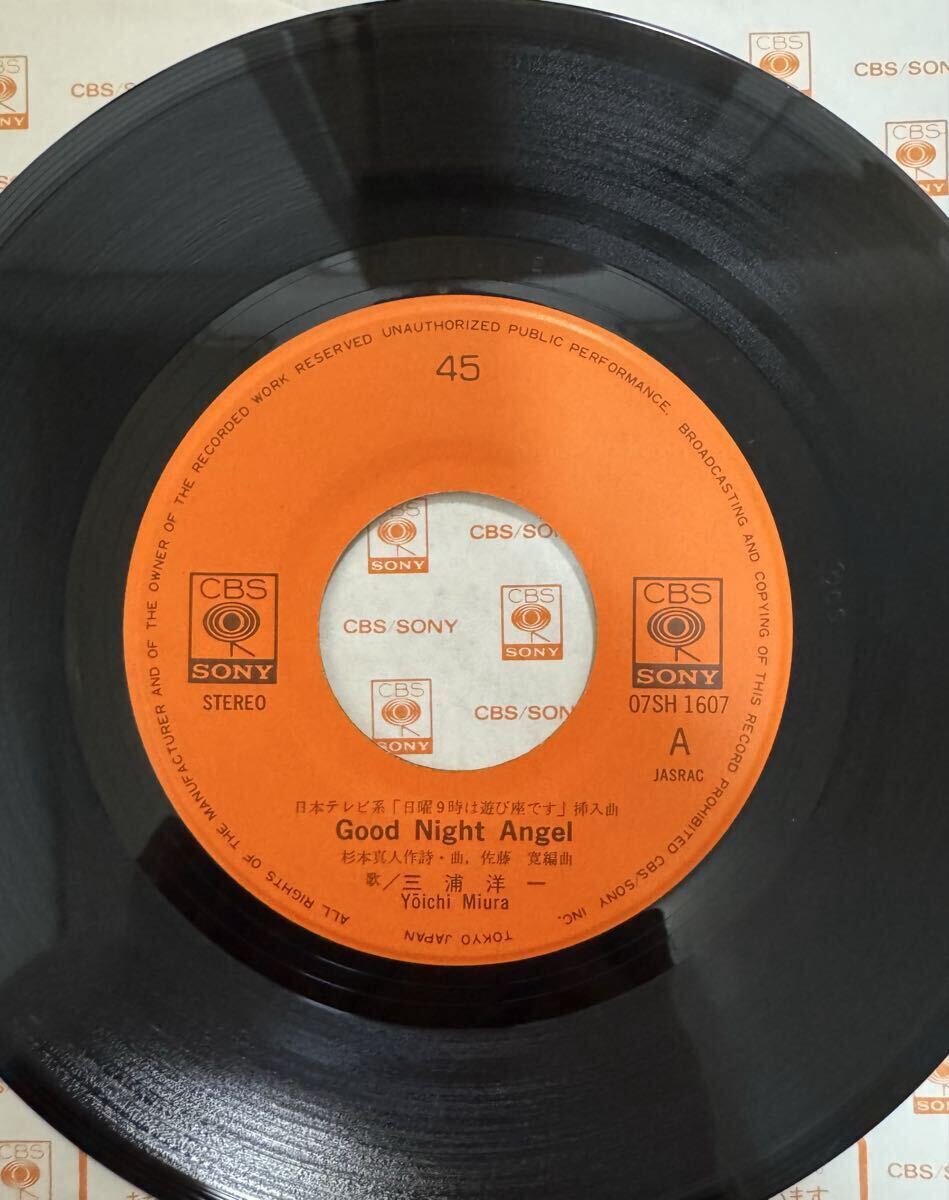 45
ALL RIGHTS OF THE MANUFACTURER AND OF THE OWNER OF THE RECORDED WORK RESERVED UNAUTHORIZED PUBLIC PERFORMANCE, BROADCASTING AND COPYING OF THIS RECORD PROHIBITED CBS/SONY INC.
TOKYO JAPAN
CBS
SONY
STEREO
CBS
SONY
07SH 1607
A
JASRAC
日本テレビ系「日曜9時は遊び座です」挿入曲
Good Night Angel
杉本真人作詩・曲, 佐藤 寛編曲
歌/三浦洋一
Yōichi Miura
CBS
SONY
CBS/SON
CBS/SONY
CBS
SONY
CBS
SONY
CBS/SON
CBS
SONY
CBS/SON
CBS
SONY
CBS/
SONY
CBS
CBS/SON